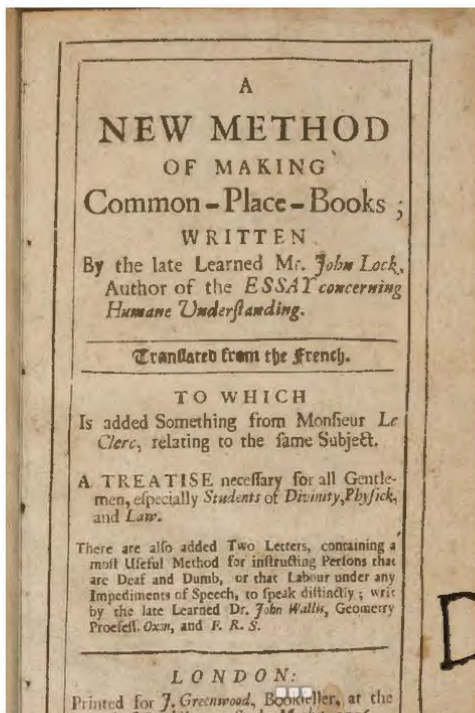 A
NEW METHOD
OF MAKING
Common-Place-Books;
WRITTEN
By the late Learned Mr. John Lock,
Author of the ESSAY concerning
Humane Understanding.
Tranſlated from the French.
TO WHICH
Is added Something from Monſieur Le
Clerc, relating to the ſame Subject.
A TREATISE neceſſary for all Gentle-
men, eſpecially Students of Divinity, Phyſick,
and Law.
There are alſo added Two Letters, containing a
moſt Uſeful Method for inſtructing Perſons that
are Deaf and Dumb, or that Labour under any
Impediments of Speech, to ſpeak diſtinctly; writ
by the late Learned Dr. John Wallis, Geometry
Profeſſ. Oxon, and F. R. S.
LONDON:
Printed for J. Greenwood, Bookſeller, at the